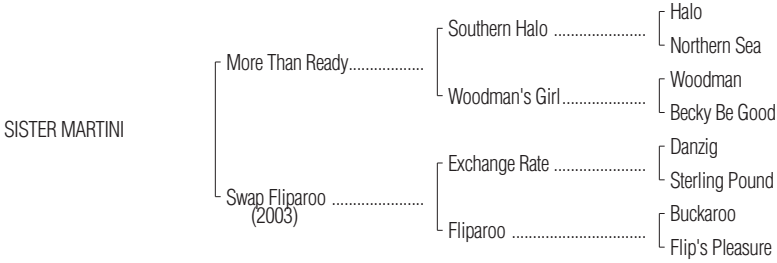 Halo
Southern Halo ......................
Northern Sea
More Than Ready..................
Woodman
Woodman's Girl....................
Becky Be Good
SISTER MARTINI
Danzig
Exchange Rate ......................
Sterling Pound
Swap Fliparoo ......................
(2003)
Buckaroo
Fliparoo ................................
Flip's Pleasure